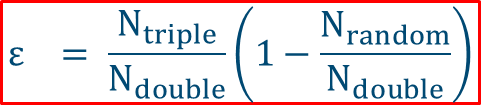 ε = N_triple/N_double (1 − N_random/N_double)